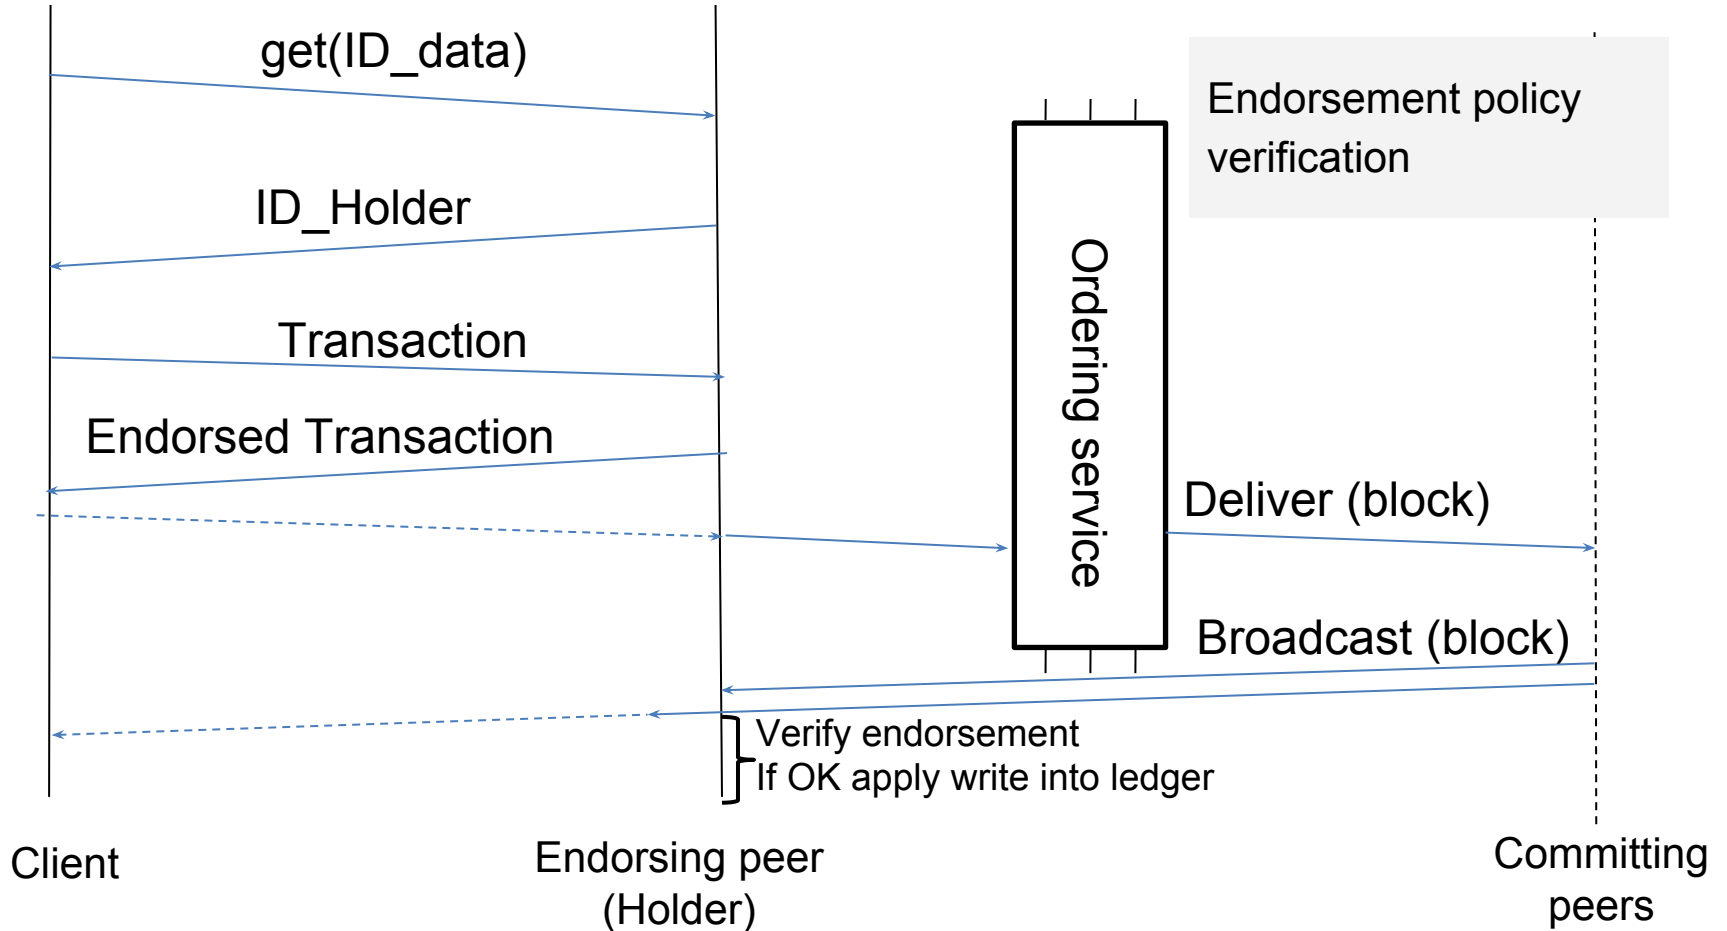 get(ID_data)
Endorsement policy
verification
ID_Holder
Ordering service
Transaction
Endorsed Transaction
Deliver (block)
Broadcast (block)
Verify endorsement
If OK apply write into ledger
Client
Endorsing peer
(Holder)
Committing
peers